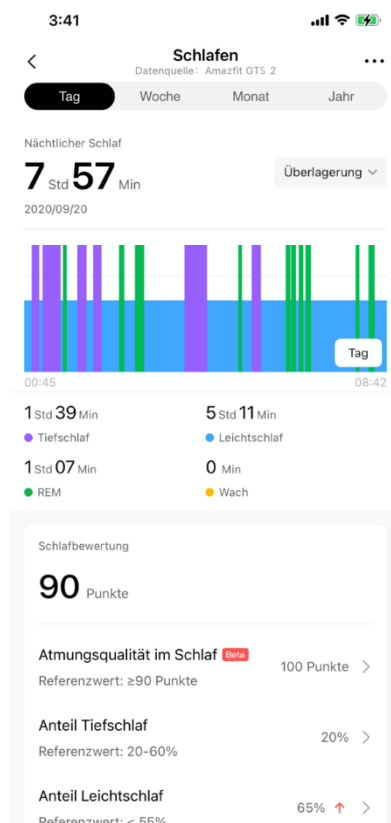 3:41
Schlafen
Datenquelle: Amazfit GTS 2
Tag Woche Monat Jahr
Nächtlicher Schlaf
7 Std 57 Min
Überlagerung
2020/09/20
Tag
00:45 08:42
1 Std 39 Min 5 Std 11 Min
Tiefschlaf Leichtschlaf
1 Std 07 Min 0 Min
REM Wach
Schlafbewertung
90 Punkte
Atmungsqualität im Schlaf Beta
100 Punkte
Referenzwert: ≥90 Punkte
Anteil Tiefschlaf
20%
Referenzwert: 20-60%
Anteil Leichtschlaf
65% ↑
Referenzwert: < 55%